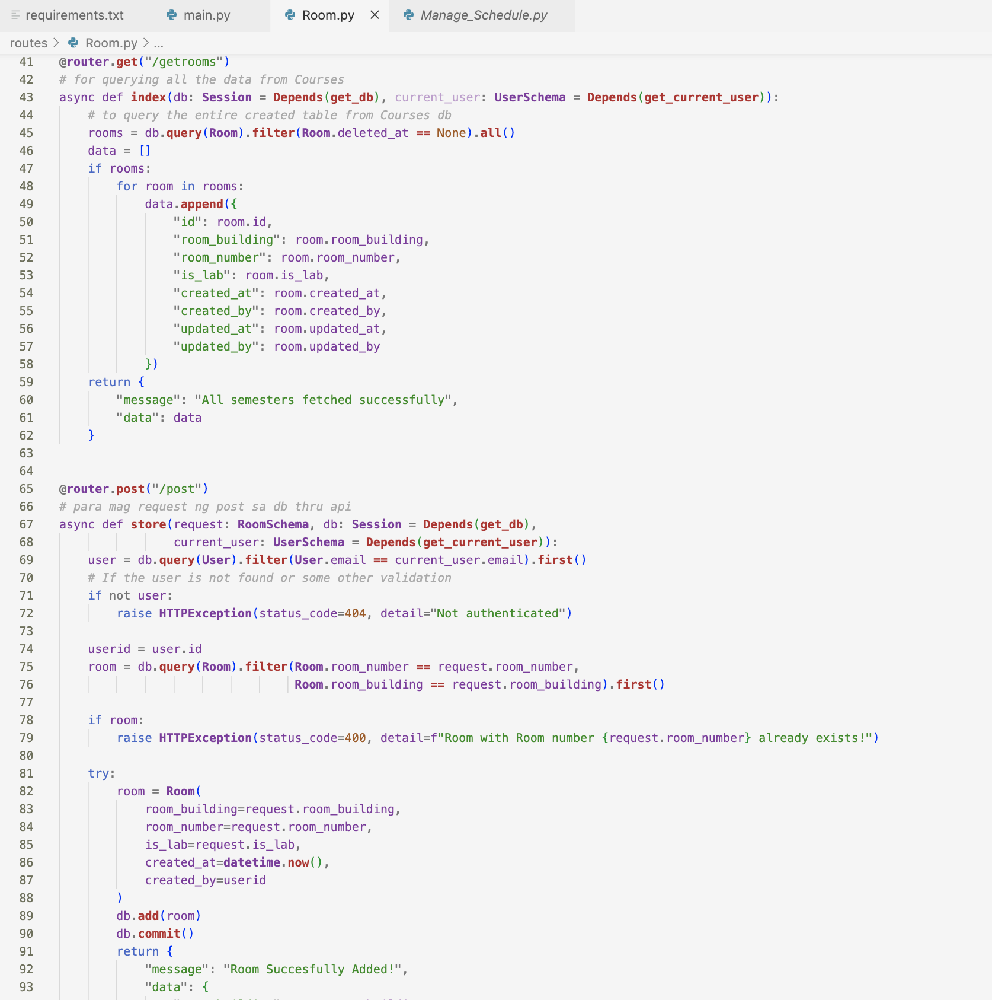 requirements.txt main.py Room.py Manage_Schedule.py
routes > Room.py > ...
41 @router.get("/getrooms")
42 # for querying all the data from Courses
43 async def index(db: Session = Depends(get_db), current_user: UserSchema = Depends(get_current_user)):
44     # to query the entire created table from Courses db
45     rooms = db.query(Room).filter(Room.deleted_at == None).all()
46     data = []
47     if rooms:
48         for room in rooms:
49             data.append({
50                 "id": room.id,
51                 "room_building": room.room_building,
52                 "room_number": room.room_number,
53                 "is_lab": room.is_lab,
54                 "created_at": room.created_at,
55                 "created_by": room.created_by,
56                 "updated_at": room.updated_at,
57                 "updated_by": room.updated_by
58             })
59     return {
60         "message": "All semesters fetched successfully",
61         "data": data
62     }
63
64
65 @router.post("/post")
66 # para mag request ng post sa db thru api
67 async def store(request: RoomSchema, db: Session = Depends(get_db),
68                 current_user: UserSchema = Depends(get_current_user)):
69     user = db.query(User).filter(User.email == current_user.email).first()
70     # If the user is not found or some other validation
71     if not user:
72         raise HTTPException(status_code=404, detail="Not authenticated")
73
74     userid = user.id
75     room = db.query(Room).filter(Room.room_number == request.room_number,
76                                  Room.room_building == request.room_building).first()
77
78     if room:
79         raise HTTPException(status_code=400, detail=f"Room with Room number {request.room_number} already exists!")
80
81     try:
82         room = Room(
83             room_building=request.room_building,
84             room_number=request.room_number,
85             is_lab=request.is_lab,
86             created_at=datetime.now(),
87             created_by=userid
88         )
89         db.add(room)
90         db.commit()
91         return {
92             "message": "Room Succesfully Added!",
93             "data": {